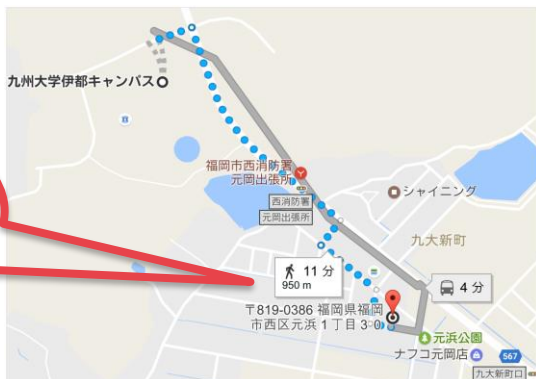 九州大学伊都キャンパス
福岡市西消防署
元岡出張所
西消防署
元岡出張所
シャイニング
九大新町
11 分
950 m
4 分
〒819-0386 福岡県福岡
市西区元浜1丁目30
元浜公園
ナフコ元岡店
567
九大新町口